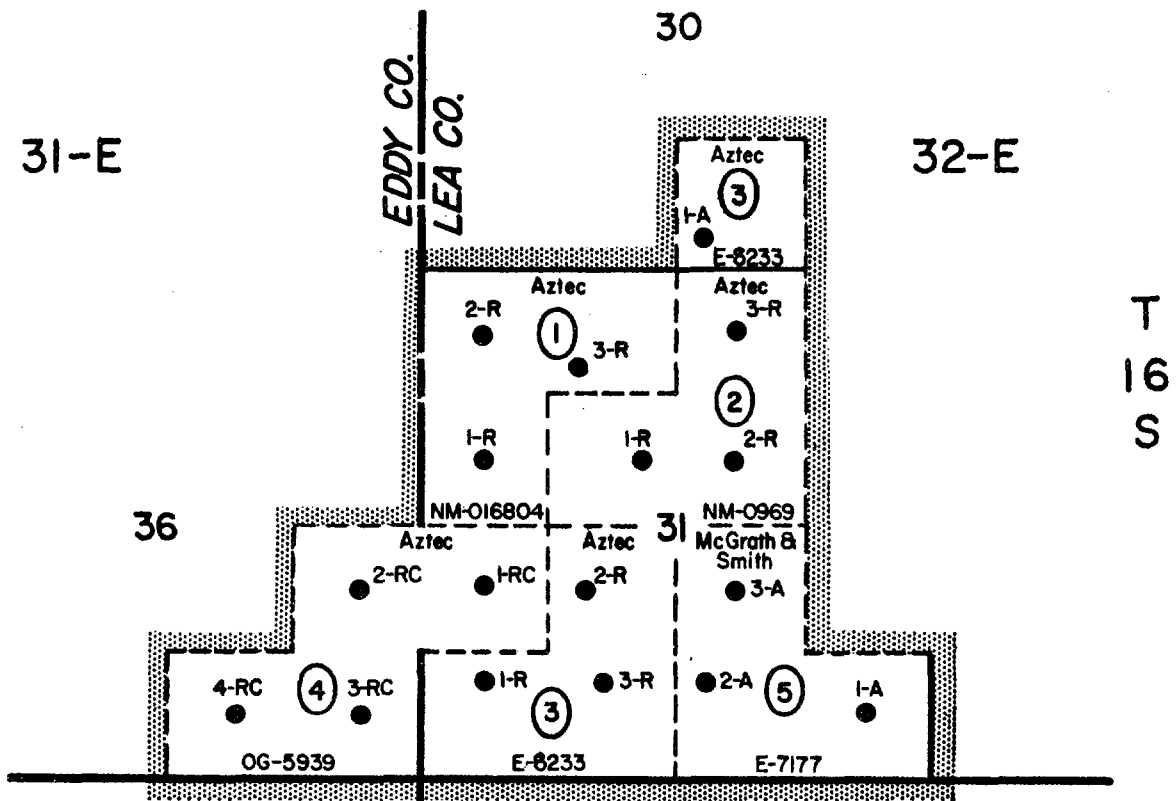 30
EDDY CO.
LEA CO.
31-E
32-E
Aztec
3
1-A
E-8233
Aztec
Aztec
2-R
1
3-R
3-R
2
1-R
1-R
2-R
NM-016804
NM-0969
T
16
S
36
31
Aztec
Aztec
McGrath &
Smith
2-RC
1-RC
2-R
3-A
4-RC
4
3-RC
1-R
3
3-R
2-A
5
1-A
OG-5939
E-8233
E-7177